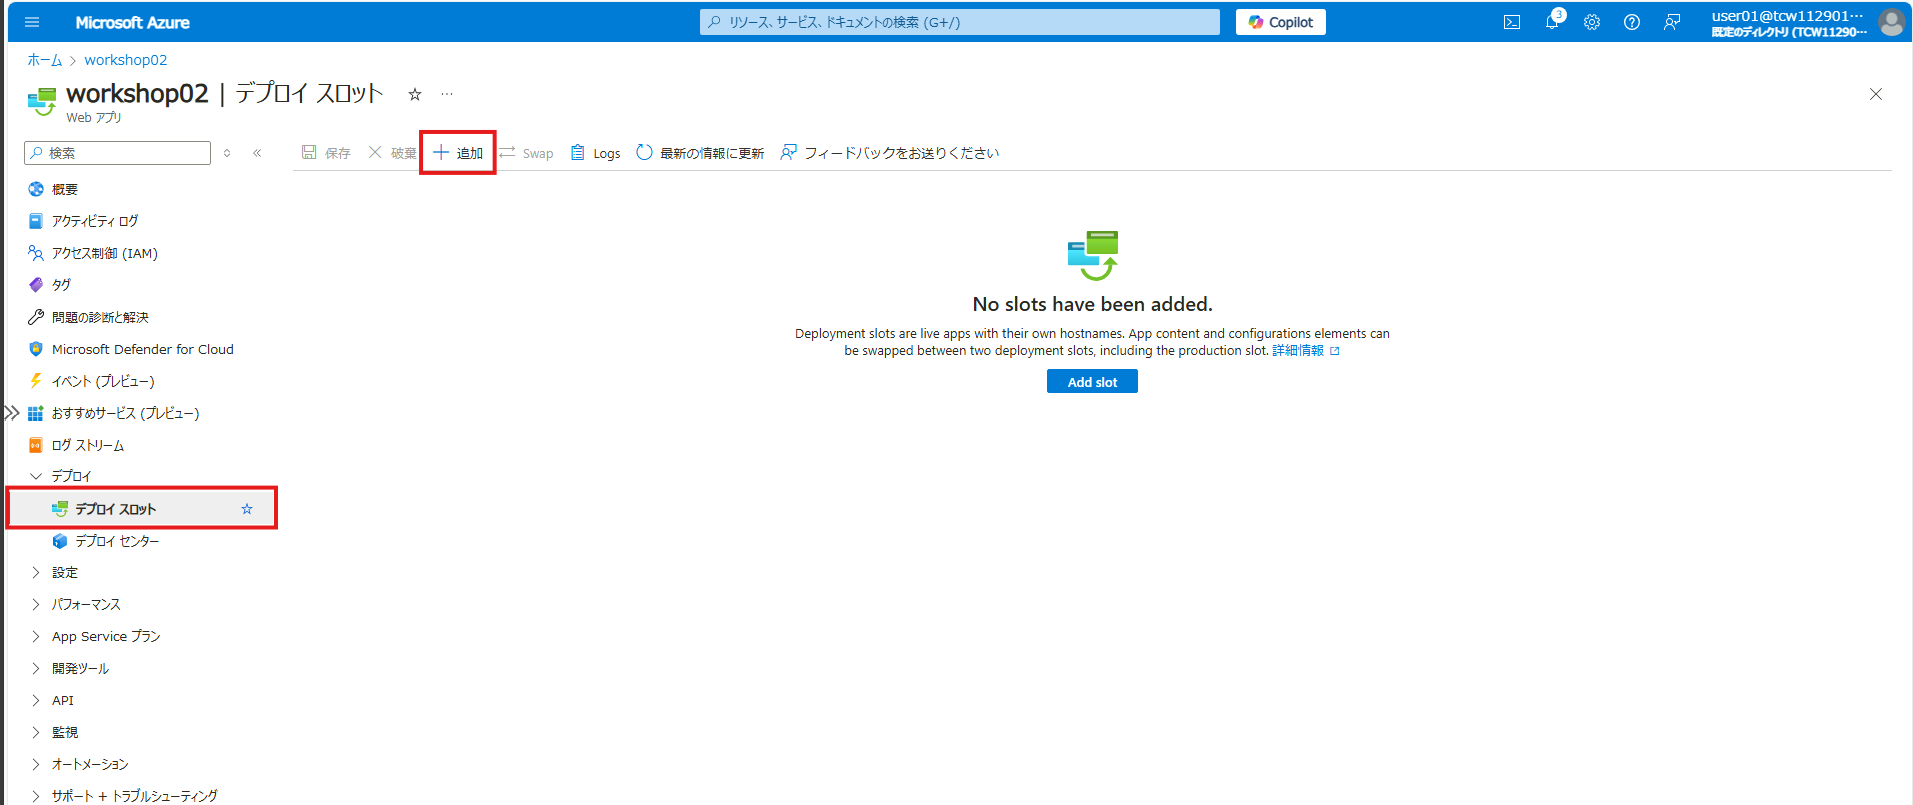 Microsoft Azure
リソース、サービス、ドキュメントの検索 (G+/)
Copilot
3
user01@tcw112901…
既定のディレクトリ (TCW11290…
ホーム > workshop02
workshop02 | デプロイ スロット
Web アプリ
検索
保存
破棄
追加
Swap
Logs
最新の情報に更新
フィードバックをお送りください
概要
アクティビティ ログ
アクセス制御 (IAM)
タグ
問題の診断と解決
Microsoft Defender for Cloud
イベント (プレビュー)
おすすめサービス (プレビュー)
ログ ストリーム
デプロイ
デプロイ スロット
デプロイ センター
設定
パフォーマンス
App Service プラン
開発ツール
API
監視
オートメーション
サポート + トラブルシューティング
No slots have been added.
Deployment slots are live apps with their own hostnames. App content and configurations elements can
be swapped between two deployment slots, including the production slot. 詳細情報
Add slot